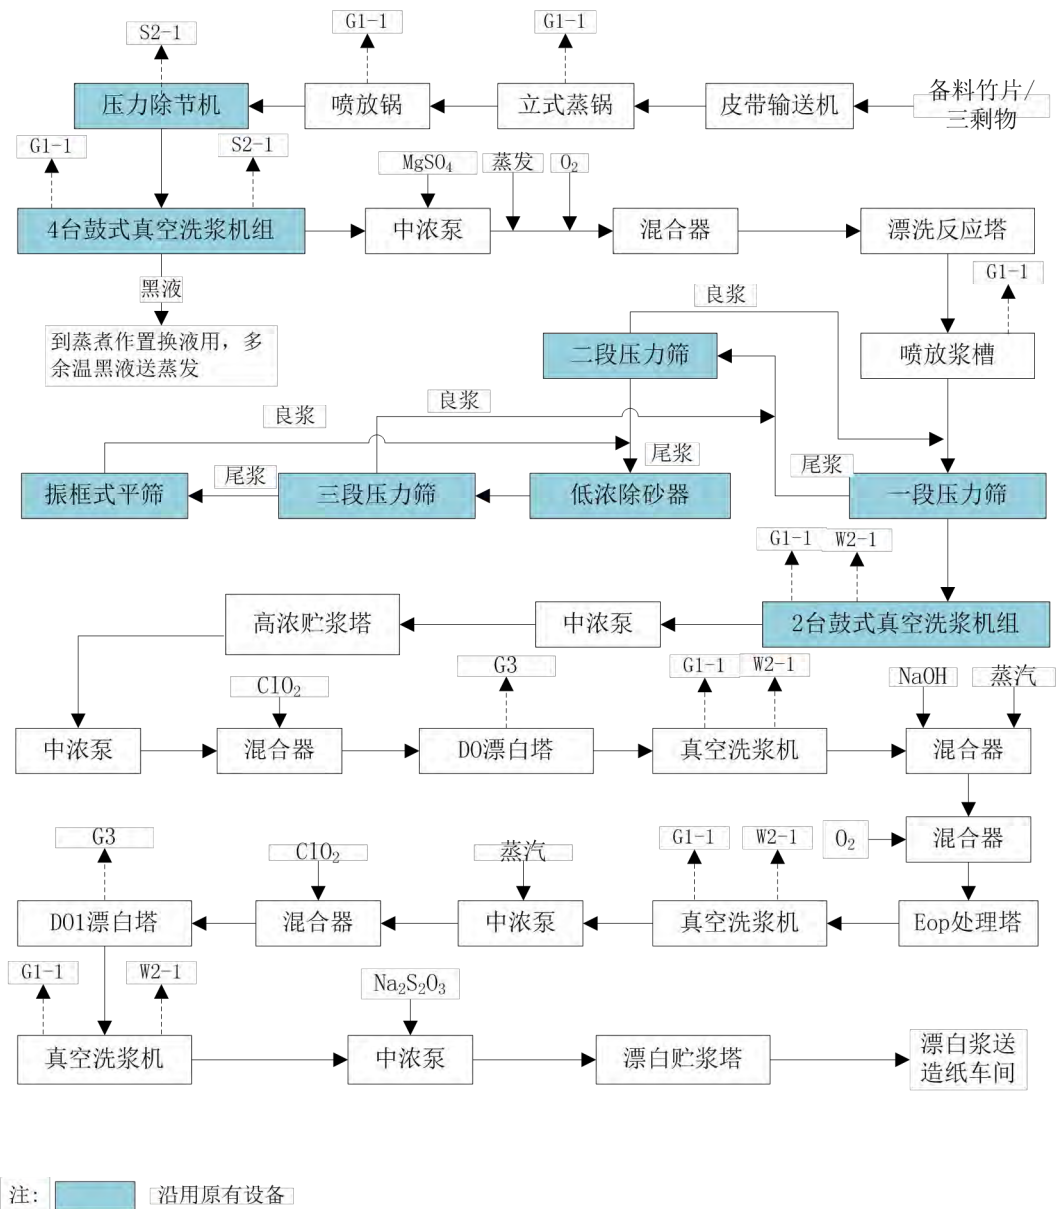 S2-1
G1-1
G1-1
压力除节机
喷放锅
立式蒸锅
皮带输送机
备料竹片/
三剩物
G1-1
S2-1
MgSO₄
蒸发
O₂
4台鼓式真空洗浆机组
中浓泵
混合器
漂洗反应塔
黑液
到蒸煮作置换液用，多
余温黑液送蒸发
良浆
G1-1
二段压力筛
喷放浆槽
良浆
良浆
尾浆
尾浆
尾浆
振框式平筛
三段压力筛
低浓除砂器
一段压力筛
G1-1
W2-1
高浓贮浆塔
中浓泵
2台鼓式真空洗浆机组
ClO₂
G3
G1-1
W2-1
NaOH
蒸汽
中浓泵
混合器
DO漂白塔
真空洗浆机
混合器
G3
ClO₂
蒸汽
G1-1
W2-1
O₂
混合器
DO1漂白塔
混合器
中浓泵
真空洗浆机
Eop处理塔
G1-1
W2-1
Na₂S₂O₃
真空洗浆机
中浓泵
漂白贮浆塔
漂白浆送
造纸车间
注:
沿用原有设备